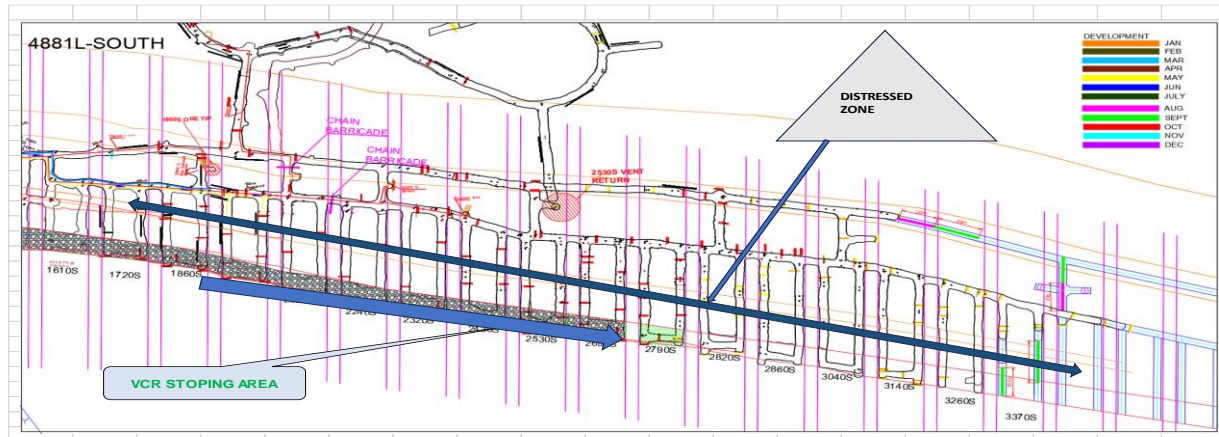 4881L-SOUTH
DEVELOPMENT
JAN
FEB
MAR
APR
MAY
JUN
JULY
AUG
SEPT
OCT
NOV
DEC
DISTRESSED
ZONE
CHAIN
BARRICADE
CHAIN
BARRICADE
2530S VENT
RETURN
1610S
1720S
1860S
2240S
2320S
2530S
2790S
2820S
2860S
3040S
3140S
3260S
3370S
VCR STOPING AREA